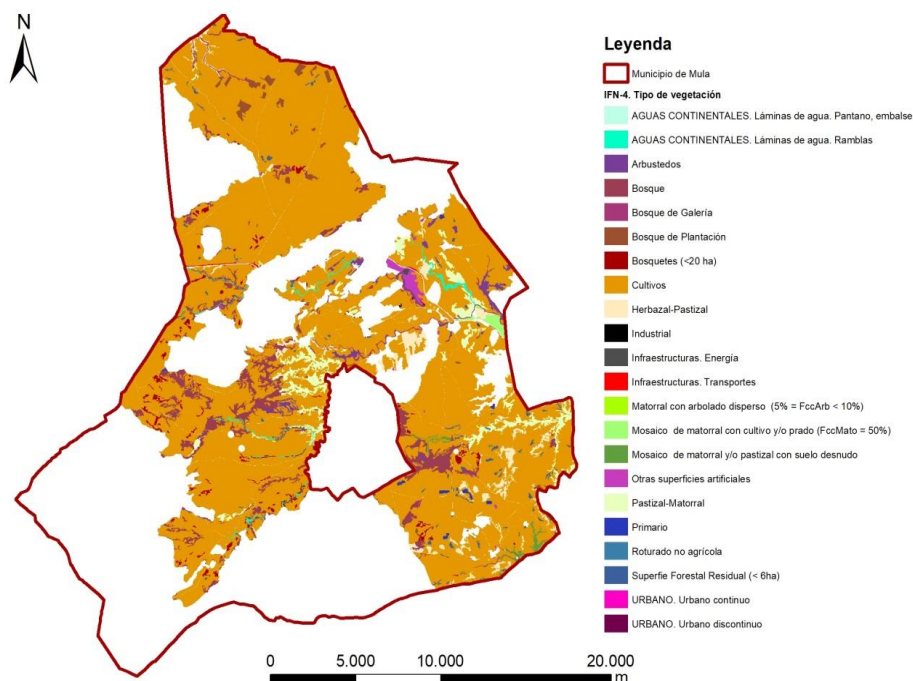 N
Leyenda
Municipio de Mula
IFN-4. Tipo de vegetación
AGUAS CONTINENTALES. Láminas de agua. Pantano, embalse
AGUAS CONTINENTALES. Láminas de agua. Ramblas
Arbustedos
Bosque
Bosque de Galería
Bosque de Plantación
Bosquetes (<20 ha)
Cultivos
Herbazal-Pastizal
Industrial
Infraestructuras. Energía
Infraestructuras. Transportes
Matorral con arbolado disperso (5% = FccArb < 10%)
Mosaico de matorral con cultivo y/o prado (FccMato = 50%)
Mosaico de matorral y/o pastizal con suelo desnudo
Otras superficies artificiales
Pastizal-Matorral
Primario
Roturado no agrícola
Superfie Forestal Residual (< 6ha)
URBANO. Urbano continuo
URBANO. Urbano discontinuo
0 5.000 10.000 20.000
m